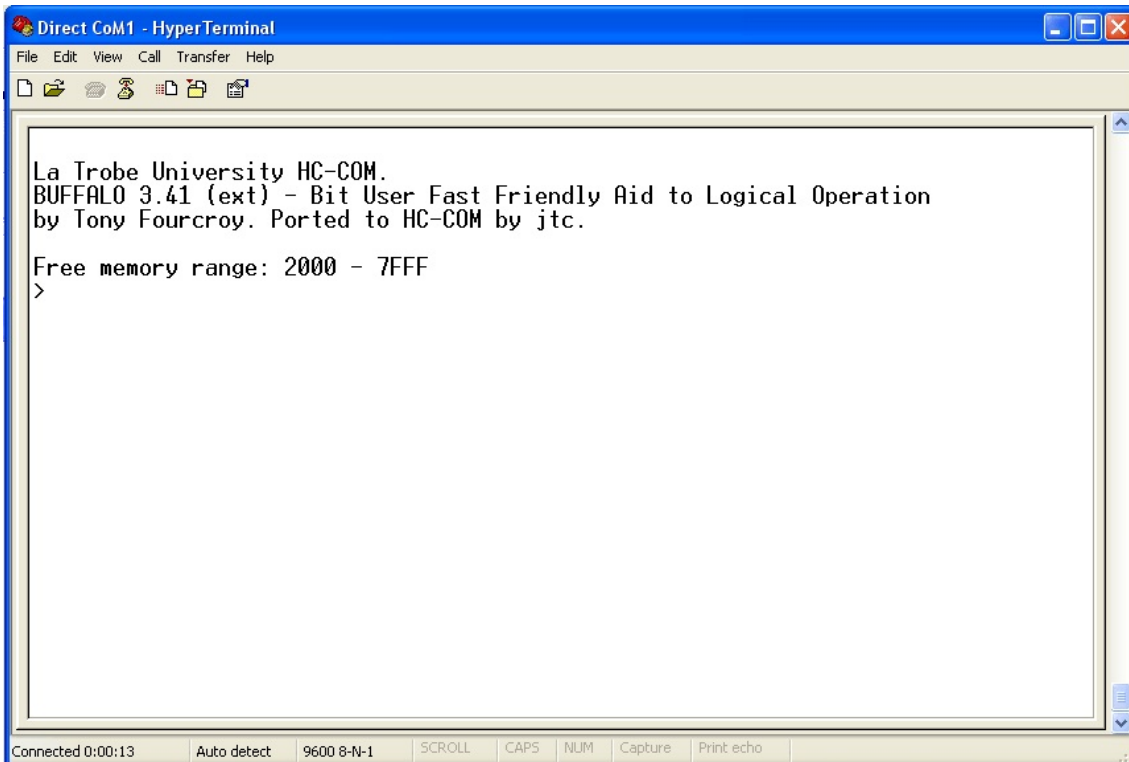 Direct CoM1 - HyperTerminal
File Edit View Call Transfer Help
La Trobe University HC-COM.
BUFFALO 3.41 (ext) - Bit User Fast Friendly Aid to Logical Operation
by Tony Fourcroy. Ported to HC-COM by jtc.
Free memory range: 2000 - 7FFF
>
Connected 0:00:13 Auto detect 9600 8-N-1 SCROLL CAPS NUM Capture Print echo